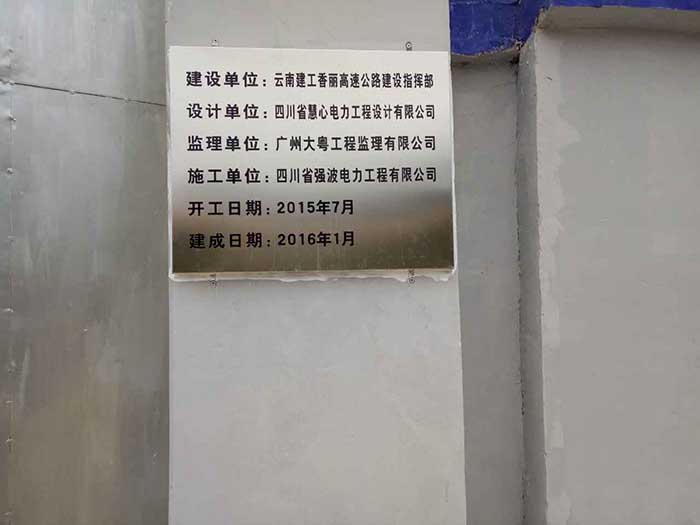 建设单位：云南建工香丽高速公路建设指挥部
设计单位：四川省慧心电力工程设计有限公司
监理单位：广州大粤工程监理有限公司
施工单位：四川省强波电力工程有限公司
开工日期：2015年7月
建成日期：2016年1月